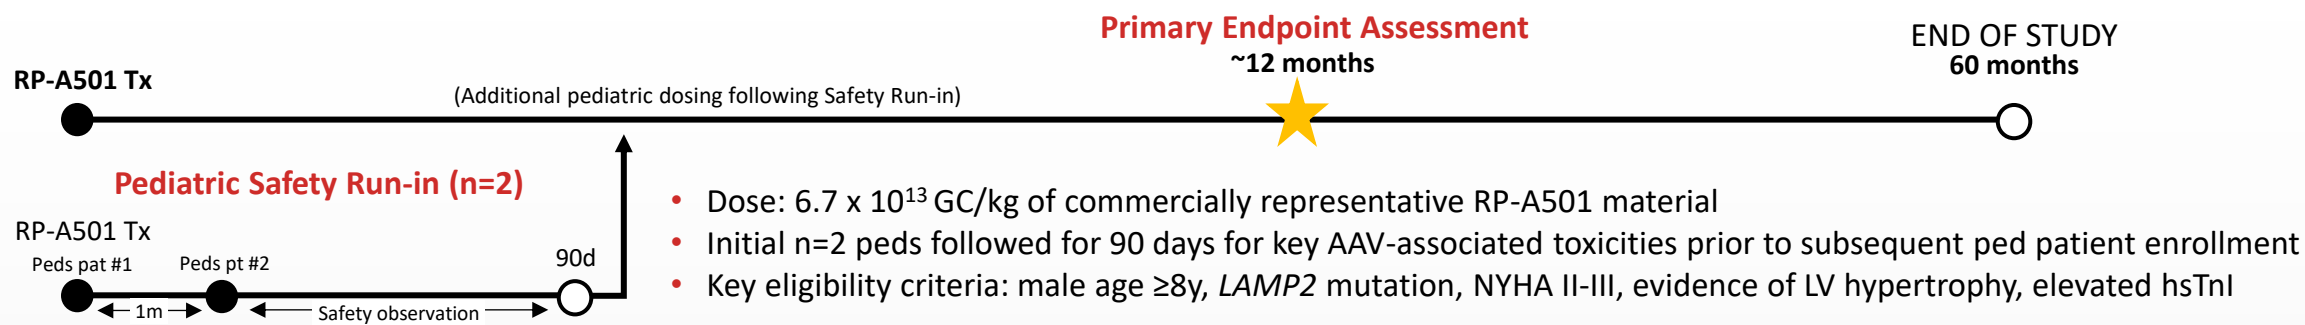 Primary Endpoint Assessment
~12 months
END OF STUDY
60 months
RP-A501 Tx
(Additional pediatric dosing following Safety Run-in)
Pediatric Safety Run-in (n=2)
RP-A501 Tx
Peds pat #1
Peds pt #2
90d
1m
Safety observation
• Dose: 6.7 x 10¹³ GC/kg of commercially representative RP-A501 material
• Initial n=2 peds followed for 90 days for key AAV-associated toxicities prior to subsequent ped patient enrollment
• Key eligibility criteria: male age ≥8y, LAMP2 mutation, NYHA II-III, evidence of LV hypertrophy, elevated hsTnI